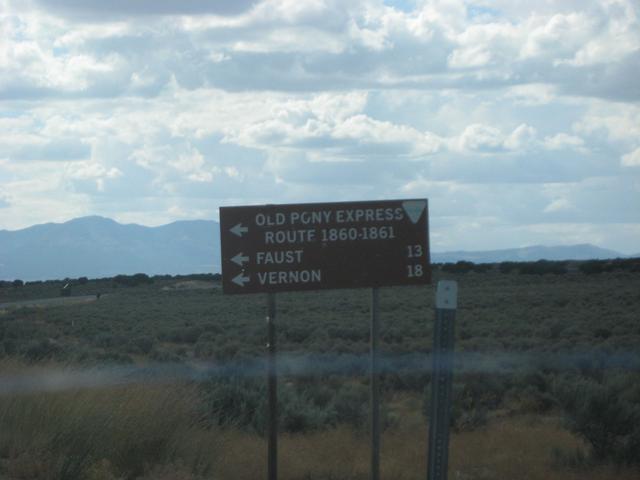 OLD PONY EXPRESS
ROUTE 1860-1861
FAUST 13
VERNON 18